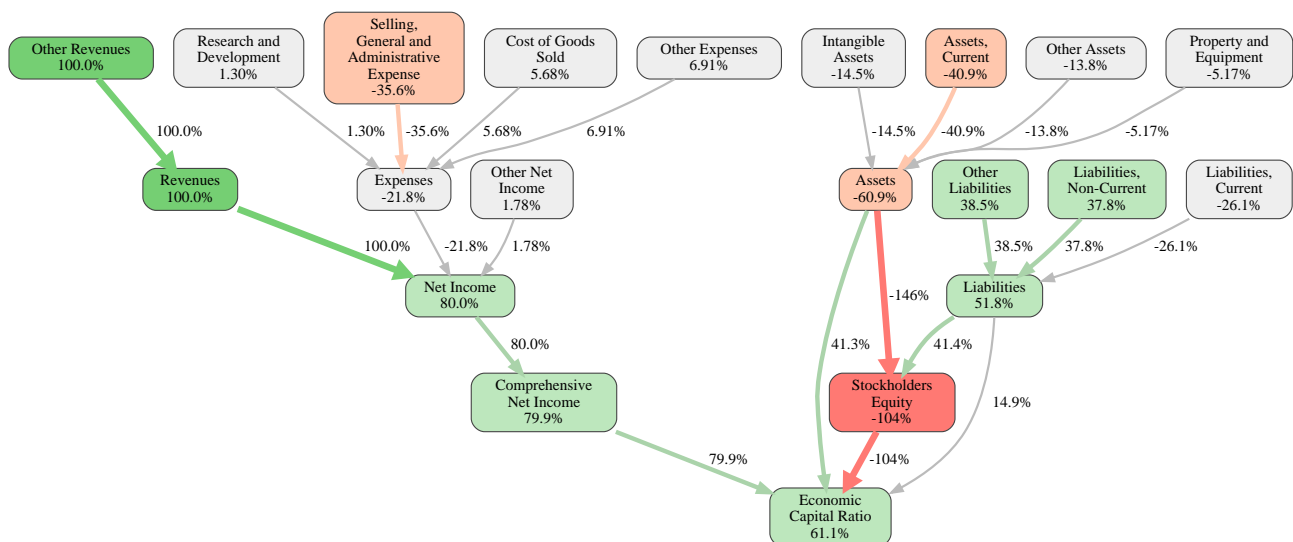 Other Revenues
100.0%
Research and
Development
1.30%
Selling,
General and
Administrative
Expense
-35.6%
Cost of Goods
Sold
5.68%
Other Expenses
6.91%
Intangible
Assets
-14.5%
Assets,
Current
-40.9%
Other Assets
-13.8%
Property and
Equipment
-5.17%
100.0%
1.30%
-35.6%
5.68%
6.91%
-14.5%
-40.9%
-13.8%
-5.17%
Revenues
100.0%
Expenses
-21.8%
Other Net
Income
1.78%
Assets
-60.9%
Other
Liabilities
38.5%
Liabilities,
Non-Current
37.8%
Liabilities,
Current
-26.1%
100.0%
-21.8%
1.78%
38.5%
37.8%
-26.1%
Net Income
80.0%
-146%
Liabilities
51.8%
80.0%
41.3%
41.4%
Comprehensive
Net Income
79.9%
Stockholders
Equity
-104%
14.9%
79.9%
-104%
Economic
Capital Ratio
61.1%